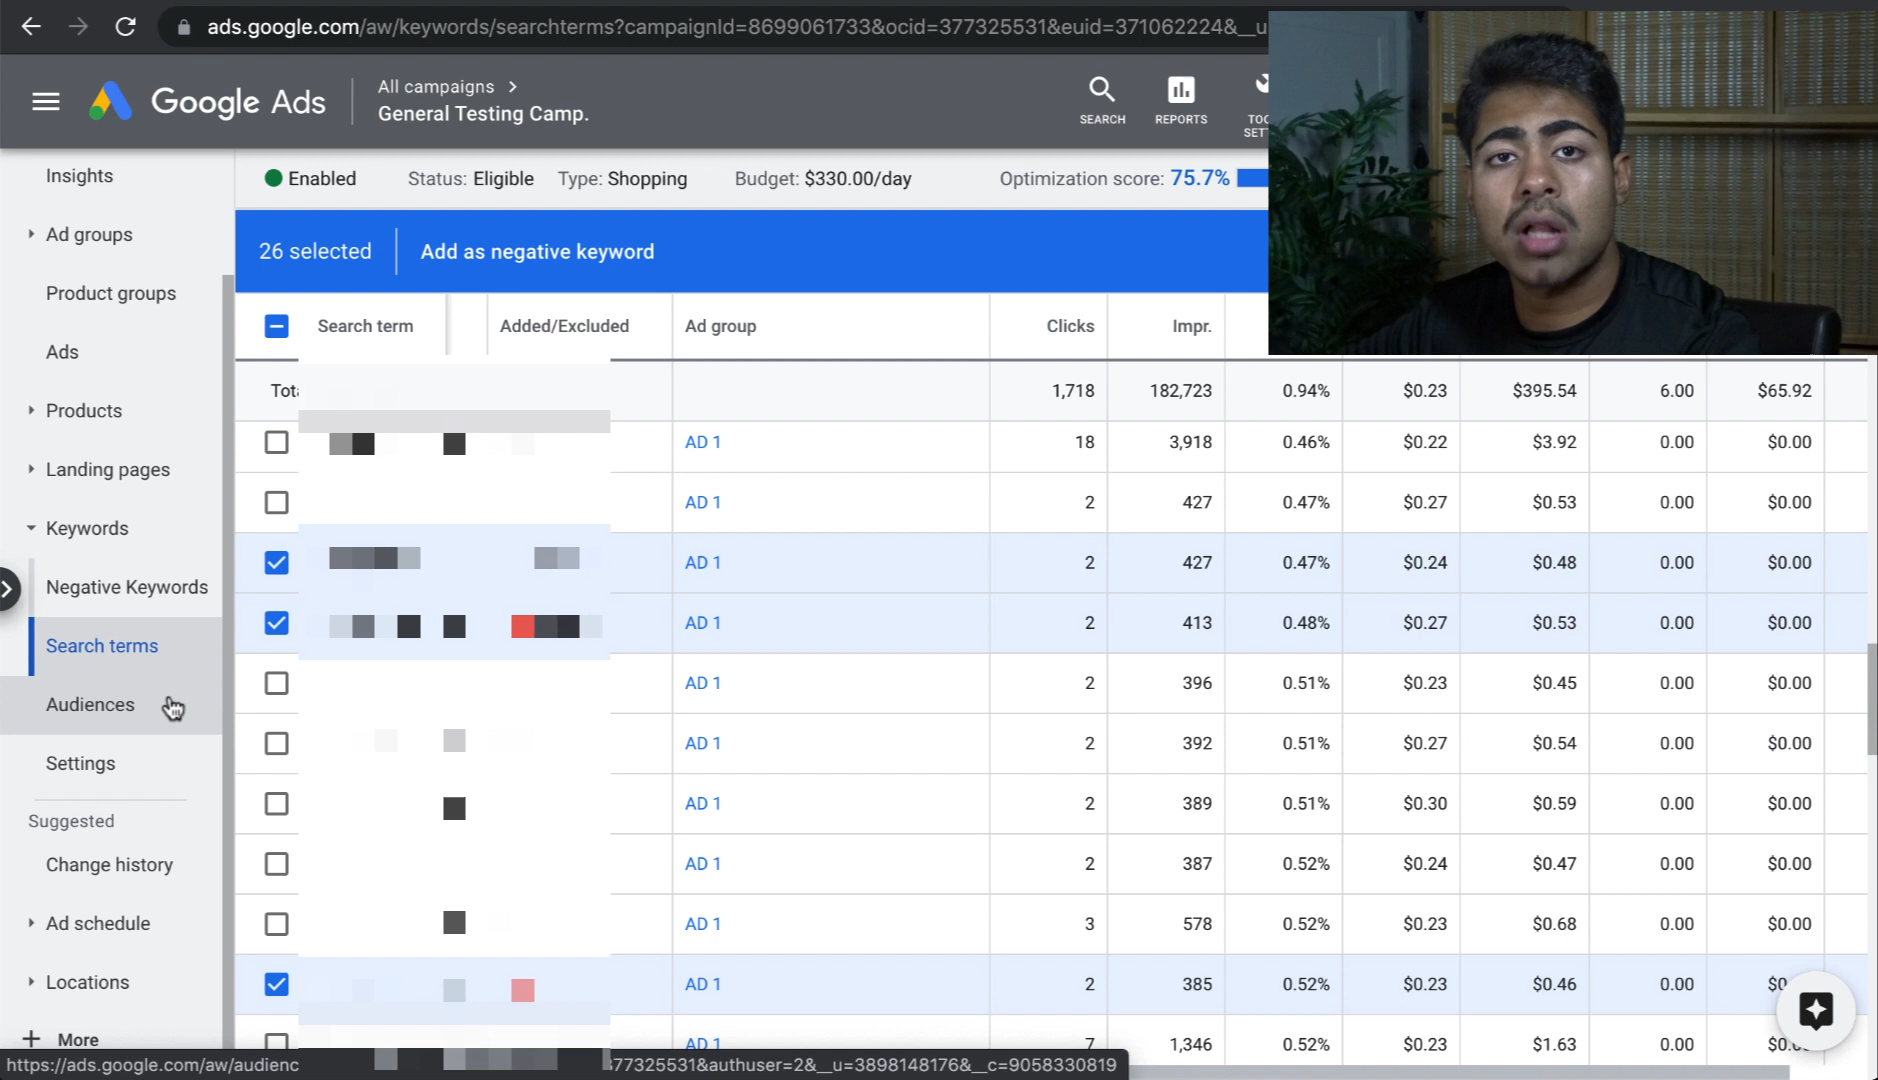 ads.google.com/aw/keywords/searchterms?campaignId=8699061733&ocid=377325531&euid=371062224&__u
Google Ads
All campaigns
General Testing Camp.
SEARCH
REPORTS
TOO
SET
Insights
Ad groups
Product groups
Ads
Products
Landing pages
Keywords
Negative Keywords
Search terms
Audiences
Settings
Suggested
Change history
Ad schedule
Locations
More
Enabled Status: Eligible Type: Shopping Budget: $330.00/day Optimization score: 75.7%
26 selected Add as negative keyword
Search term Added/Excluded Ad group Clicks Impr.
Tota 1,718 182,723 0.94% $0.23 $395.54 6.00 $65.92
AD 1 18 3,918 0.46% $0.22 $3.92 0.00 $0.00
AD 1 2 427 0.47% $0.27 $0.53 0.00 $0.00
AD 1 2 427 0.47% $0.24 $0.48 0.00 $0.00
AD 1 2 413 0.48% $0.27 $0.53 0.00 $0.00
AD 1 2 396 0.51% $0.23 $0.45 0.00 $0.00
AD 1 2 392 0.51% $0.27 $0.54 0.00 $0.00
AD 1 2 389 0.51% $0.30 $0.59 0.00 $0.00
AD 1 2 387 0.52% $0.24 $0.47 0.00 $0.00
AD 1 3 578 0.52% $0.23 $0.68 0.00 $0.00
AD 1 2 385 0.52% $0.23 $0.46 0.00 $0.
AD 1 7 1,346 0.52% $0.23 $1.63 0.00 $0.
https://ads.google.com/aw/audienc 377325531&authuser=2&__u=3898148176&__c=9058330819